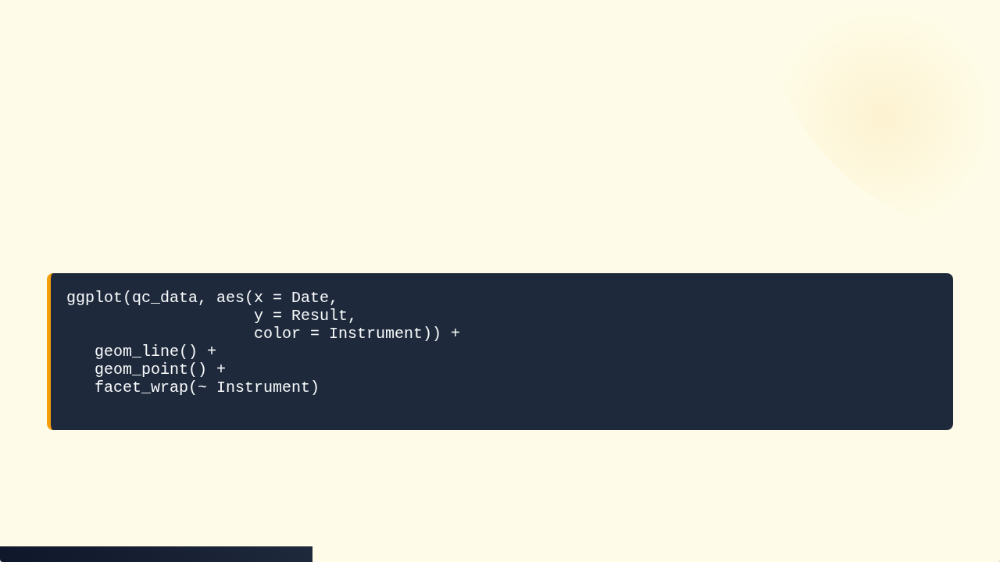 ggplot(qc_data, aes(x = Date,
                    y = Result,
                    color = Instrument)) +
   geom_line() +
   geom_point() +
   facet_wrap(~ Instrument)